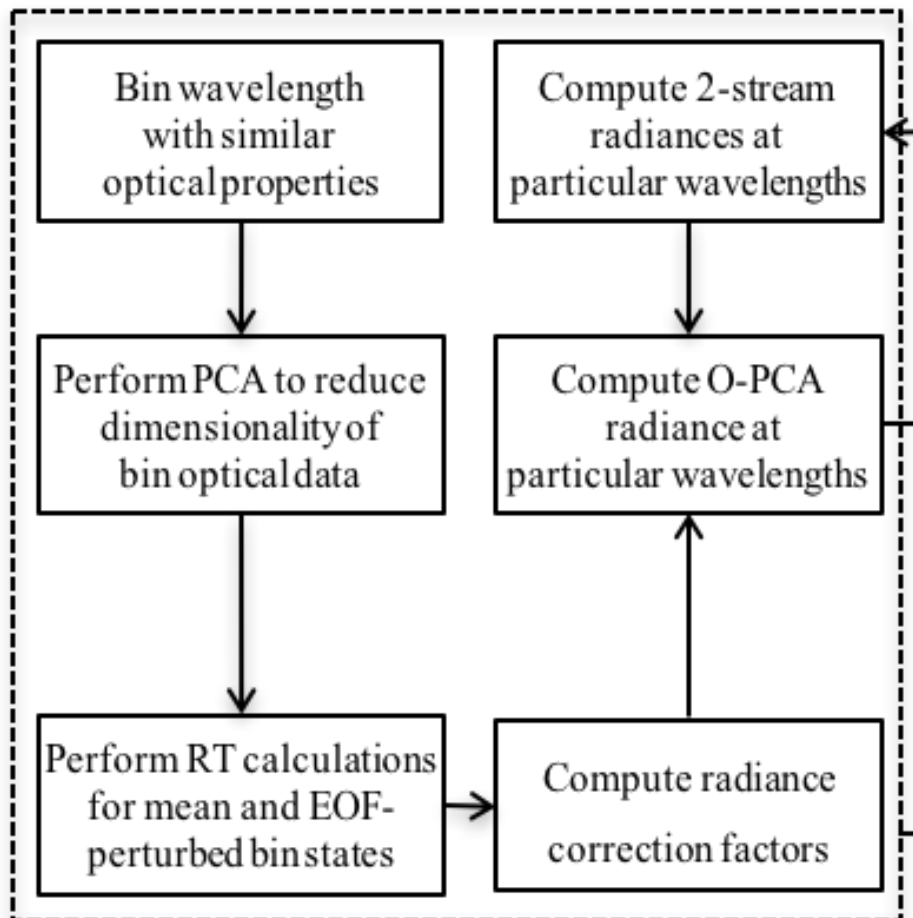 Bin wavelength
with similar
optical properties
Compute 2-stream
radiances at
particular wavelengths
Perform PCA to reduce
dimensionality of
bin optical data
Compute O-PCA
radiance at
particular wavelengths
Perform RT calculations
for mean and EOF-
perturbed bin states
Compute radiance
correction factors